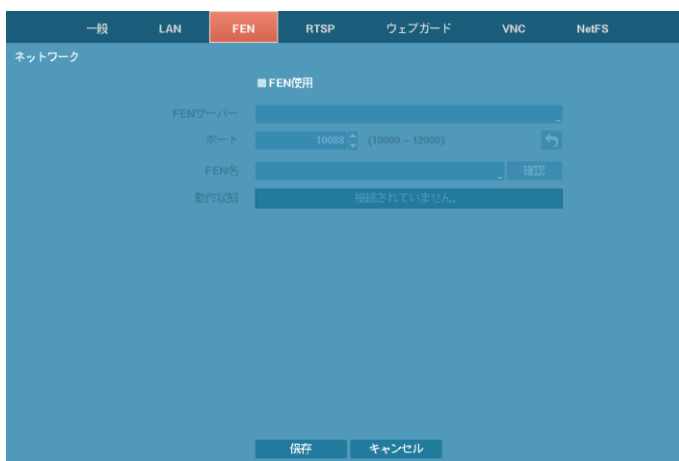 一般 LAN FEN RTSP ウェブガード VNC NetFS
ネットワーク
FEN使用
FENサーバー
ポート 10088 (10000 ~ 12000)
FEN名 確認
動作状態 接続されていません。
保存 キャンセル